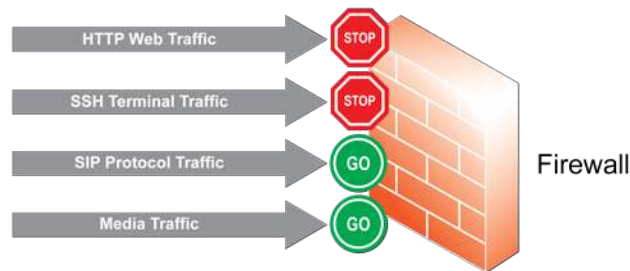 HTTP Web Traffic
STOP
SSH Terminal Traffic
STOP
SIP Protocol Traffic
GO
Firewall
Media Traffic
GO